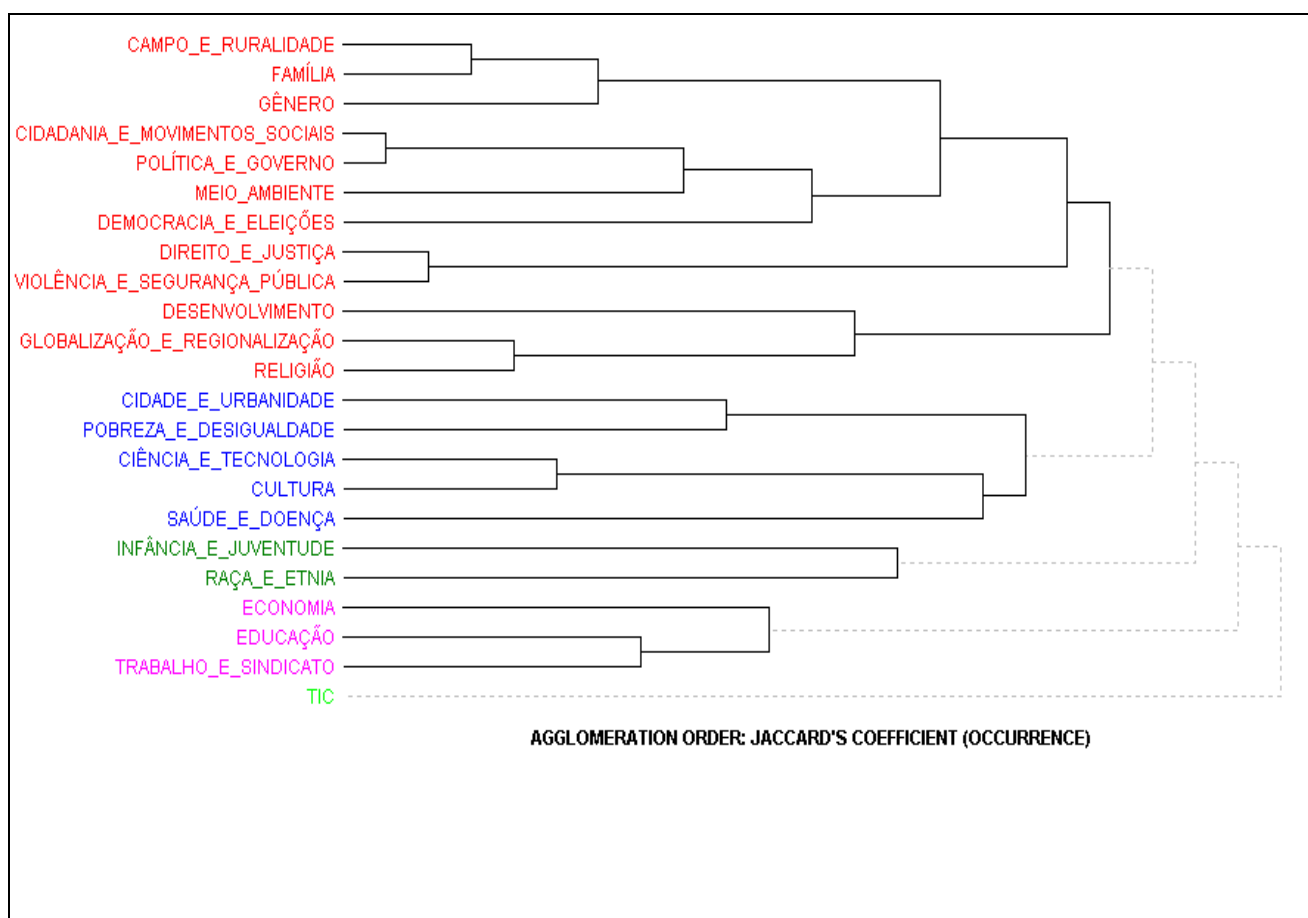 CAMPO_E_RURALIDADE
FAMÍLIA
GÊNERO
CIDADANIA_E_MOVIMENTOS_SOCIAIS
POLÍTICA_E_GOVERNO
MEIO_AMBIENTE
DEMOCRACIA_E_ELEIÇÕES
DIREITO_E_JUSTIÇA
VIOLÊNCIA_E_SEGURANÇA_PÚBLICA
DESENVOLVIMENTO
GLOBALIZAÇÃO_E_REGIONALIZAÇÃO
RELIGIÃO
CIDADE_E_URBANIDADE
POBREZA_E_DESIGUALDADE
CIÊNCIA_E_TECNOLOGIA
CULTURA
SAÚDE_E_DOENÇA
INFÂNCIA_E_JUVENTUDE
RAÇA_E_ETNIA
ECONOMIA
EDUCAÇÃO
TRABALHO_E_SINDICATO
TIC
AGGLOMERATION ORDER: JACCARD'S COEFFICIENT (OCCURRENCE)